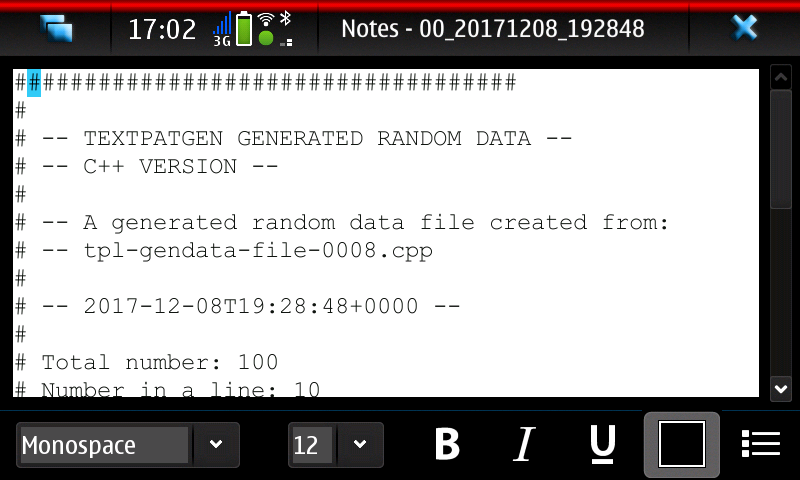 17:02
3G
Notes - 00_20171208_192848
####################################
#
# -- TEXTPATGEN GENERATED RANDOM DATA --
# -- C++ VERSION --
#
# -- A generated random data file created from:
# -- tpl-gendata-file-0008.cpp
#
# -- 2017-12-08T19:28:48+0000 --
#
# Total number: 100
# Number in a line: 10
Monospace
12
B
I
U